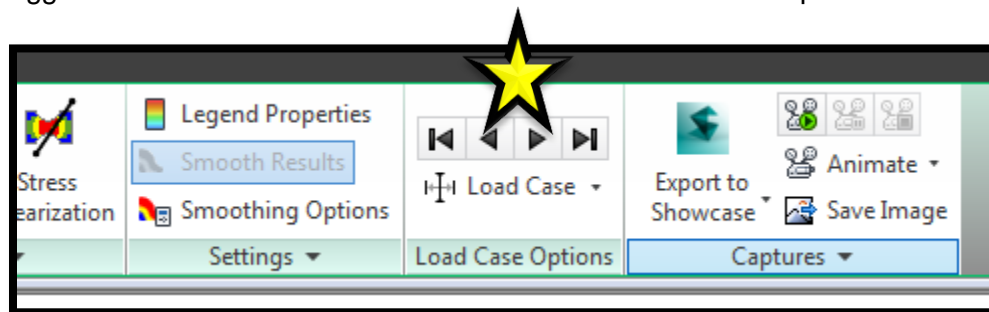 Legend Properties
Smooth Results
Smoothing Options
Settings
Stress
earization
Load Case
Load Case Options
Export to
Showcase
Animate
Save Image
Captures